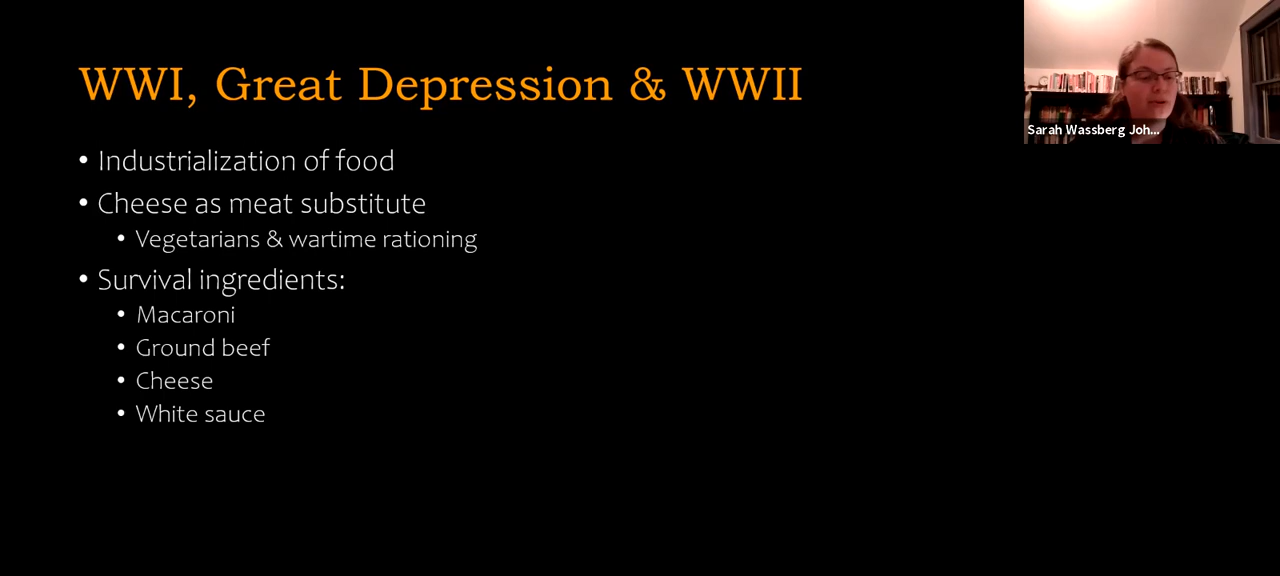 WWI, Great Depression & WWII
• Industrialization of food
• Cheese as meat substitute
• Vegetarians & wartime rationing
• Survival ingredients:
• Macaroni
• Ground beef
• Cheese
• White sauce
Sarah Wassberg Joh...